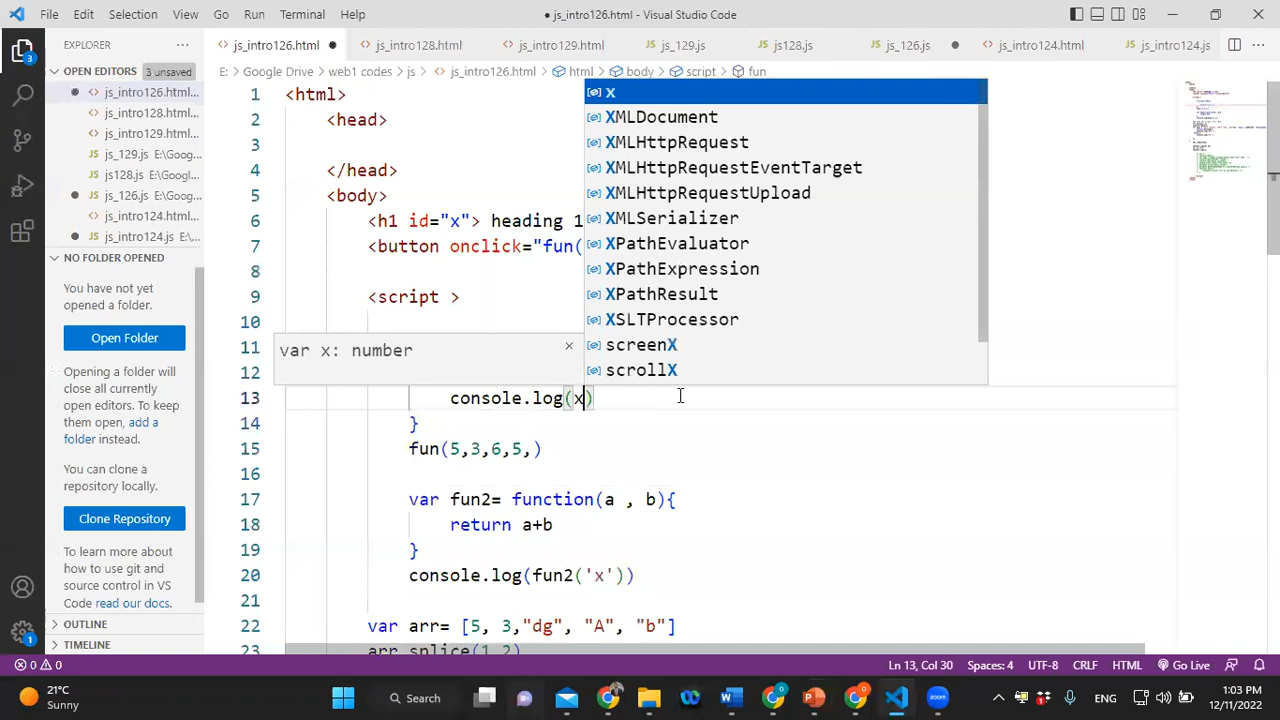 File Edit Selection View Go Run Terminal Help
● js_intro126.html - Visual Studio Code
EXPLORER
OPEN EDITORS 3 unsaved
js_intro126.html...
js_intro128.html...
js_intro129.html...
js_129.js E:\Goog...
js128.js E:\Googl...
js_126.js E:\Goog...
js_intro124.html...
js_intro124.js E:\...
NO FOLDER OPENED
You have not yet
opened a folder.
Open Folder
Opening a folder will
close all currently
open editors. To keep
them open, add a
folder instead.
You can clone a
repository locally.
Clone Repository
To learn more about
how to use git and
source control in VS
Code read our docs.
OUTLINE
TIMELINE
js_intro126.html ● js_intro128.html js_intro129.html js_129.js js128.js js_126.js ● js_intro124.html js_intro124.js
E: > Google Drive > web1 codes > js > js_intro126.html > html > body > script > fun
1 <html>
2 <head>
3
4 </head>
5 <body>
6 <h1 id="x"> heading 1
7 <button onclick="fun(
8
9 <script >
10
11
12
13 console.log(x)
14 }
15 fun(5,3,6,5,)
16
17 var fun2= function(a , b){
18 return a+b
19 }
20 console.log(fun2('x'))
21
22 var arr= [5, 3,"dg", "A", "b"]
23 arr.splice(1,2)
x
XMLDocument
XMLHttpRequest
XMLHttpRequestEventTarget
XMLHttpRequestUpload
XMLSerializer
XPathEvaluator
XPathExpression
XPathResult
XSLTProcessor
screenX
scrollX
var x: number
0 0 Ln 13, Col 30 Spaces: 4 UTF-8 CRLF HTML Go Live
21°C
Sunny
Search
ENG
1:03 PM
12/11/2022